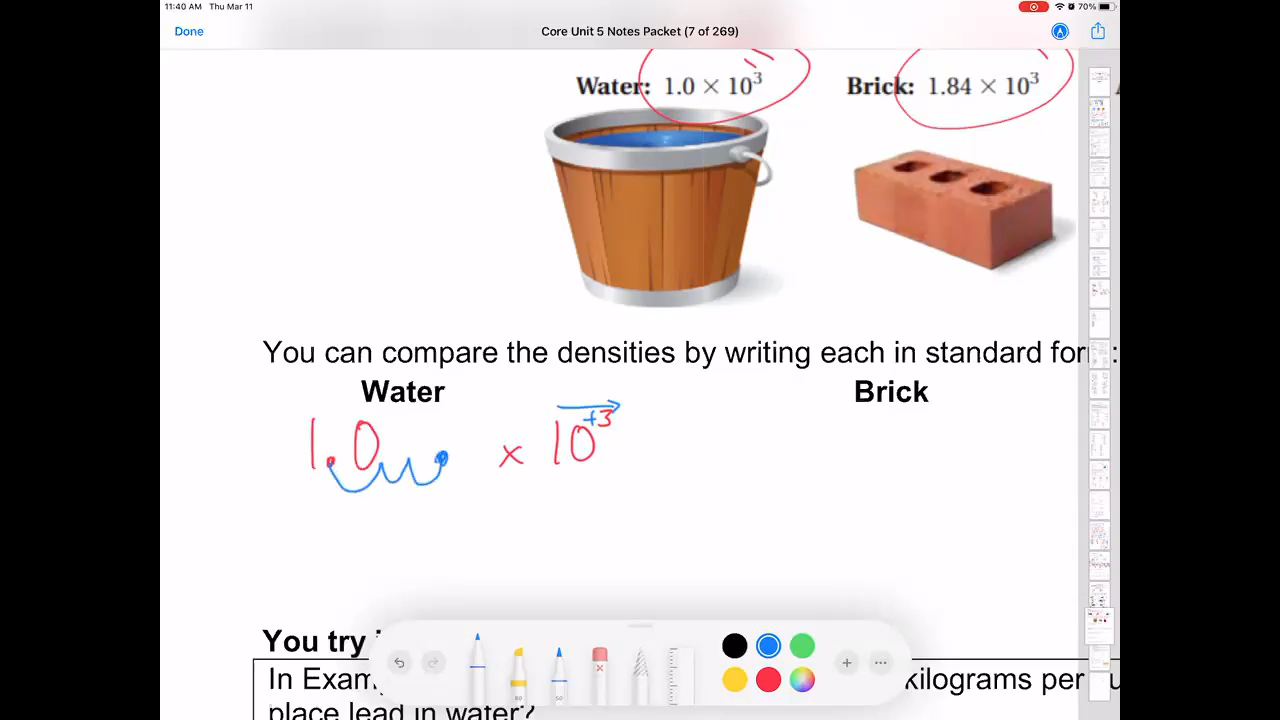 11:40 AM Thu Mar 11
70%
Done
Core Unit 5 Notes Packet (7 of 269)
Water: 1.0 × 10³
Brick: 1.84 × 10³
You can compare the densities by writing each in standard form:
Water
Brick
1.0 × 10⁺³
You try
In Exam kilograms per cu
place lead in water?